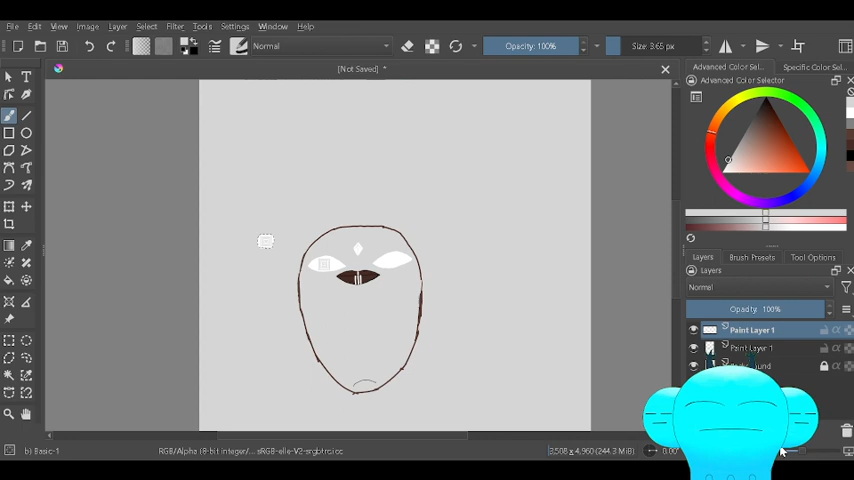 File Edit View Image Layer Select Filter Tools Settings Window Help
Normal Opacity: 100% Size: 3.65 px
[Not Saved] *
Advanced Color Sel... Specific Color Sel...
Advanced Color Selector
Layers Brush Presets Tool Options
Layers
Normal
Opacity: 100%
Paint Layer 1
Paint Layer 1
b) Basic-1 RGB/Alpha (8-bit integer/... sRGB-elle-V2-srgbtrc.icc 3,508 x 4,960 (244.3 MiB) 0.00°